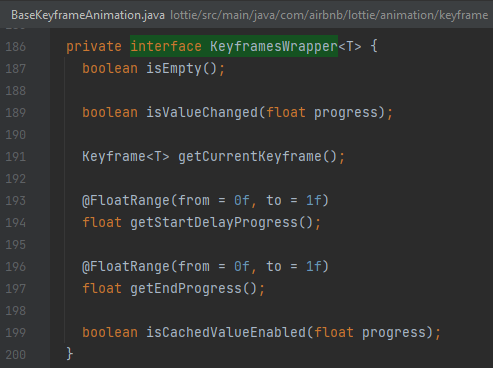 BaseKeyframeAnimation.java lottie/src/main/java/com/airbnb/lottie/animation/keyframe
186 private interface KeyframesWrapper<T> {
187 boolean isEmpty();
188
189 boolean isValueChanged(float progress);
190
191 Keyframe<T> getCurrentKeyframe();
192
193 @FloatRange(from = 0f, to = 1f)
194 float getStartDelayProgress();
195
196 @FloatRange(from = 0f, to = 1f)
197 float getEndProgress();
198
199 boolean isCachedValueEnabled(float progress);
200 }